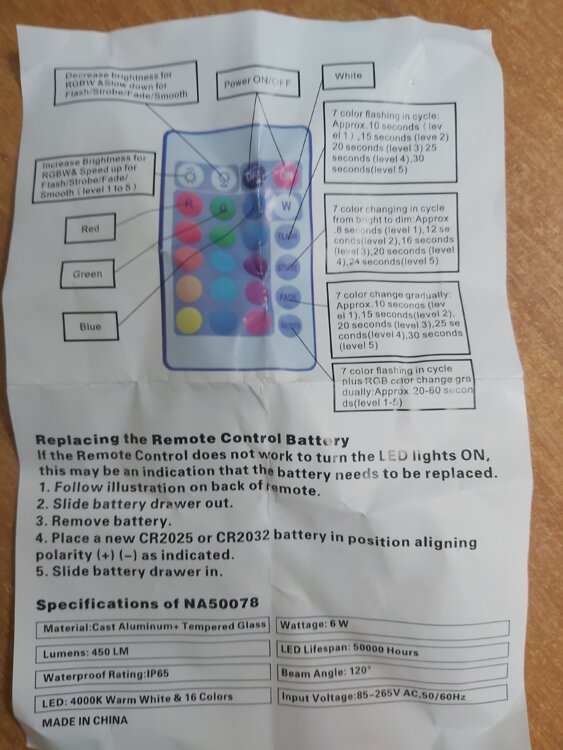 Decrease brightness for
RGBW &Slow down for
Flash/Strobe/Fade/Smooth
Power ON/OFF
White
7 color flashing in cycle:
Approx.10 seconds (lev
el 1) ,15 seconds (leve 2)
20 seconds (level 3) 25
seconds (level 4),30
seconds(level 5)
Increase Brightness for
RGBW& Speed up for
Flash/Strobe/Fade/
Smooth (level 1 to 5)
OFF
ON
R
G
W
Red
FLASH
7 color changing in cycle
from bright to dim:Approx
.8 seconds (level 1),12 se
conds(level 2),16 seconds
(level 3),20 seconds (level
4),24 seconds(level 5)
Green
STROBE
FADE
7 color change gradually:
Approx.10 seconds (lev
el 1),15 seconds(level 2),
20 seconds (level 3),25 se
conds(level 4),30 seconds
(level 5)
Blue
Smooth
7 color flashing in cycle
plus RGB color change gra
dually:Approx 20-60 secon
ds(level 1-5)
Replacing the Remote Control Battery
If the Remote Control does not work to turn the LED lights ON,
this may be an indication that the battery needs to be replaced.
1. Follow illustration on back of remote.
2. Slide battery drawer out.
3. Remove battery.
4. Place a new CR2025 or CR2032 battery in position aligning
polarity (+) (−) as indicated.
5. Slide battery drawer in.
Specifications of NA50078
Material:Cast Aluminum+ Tempered Glass
Wattage: 6 W
Lumens: 450 LM
LED Lifespan: 50000 Hours
Waterproof Rating:IP65
Beam Angle: 120°
LED: 4000K Warm White & 16 Colors
Input Voltage:85-265V AC,50/60Hz
MADE IN CHINA